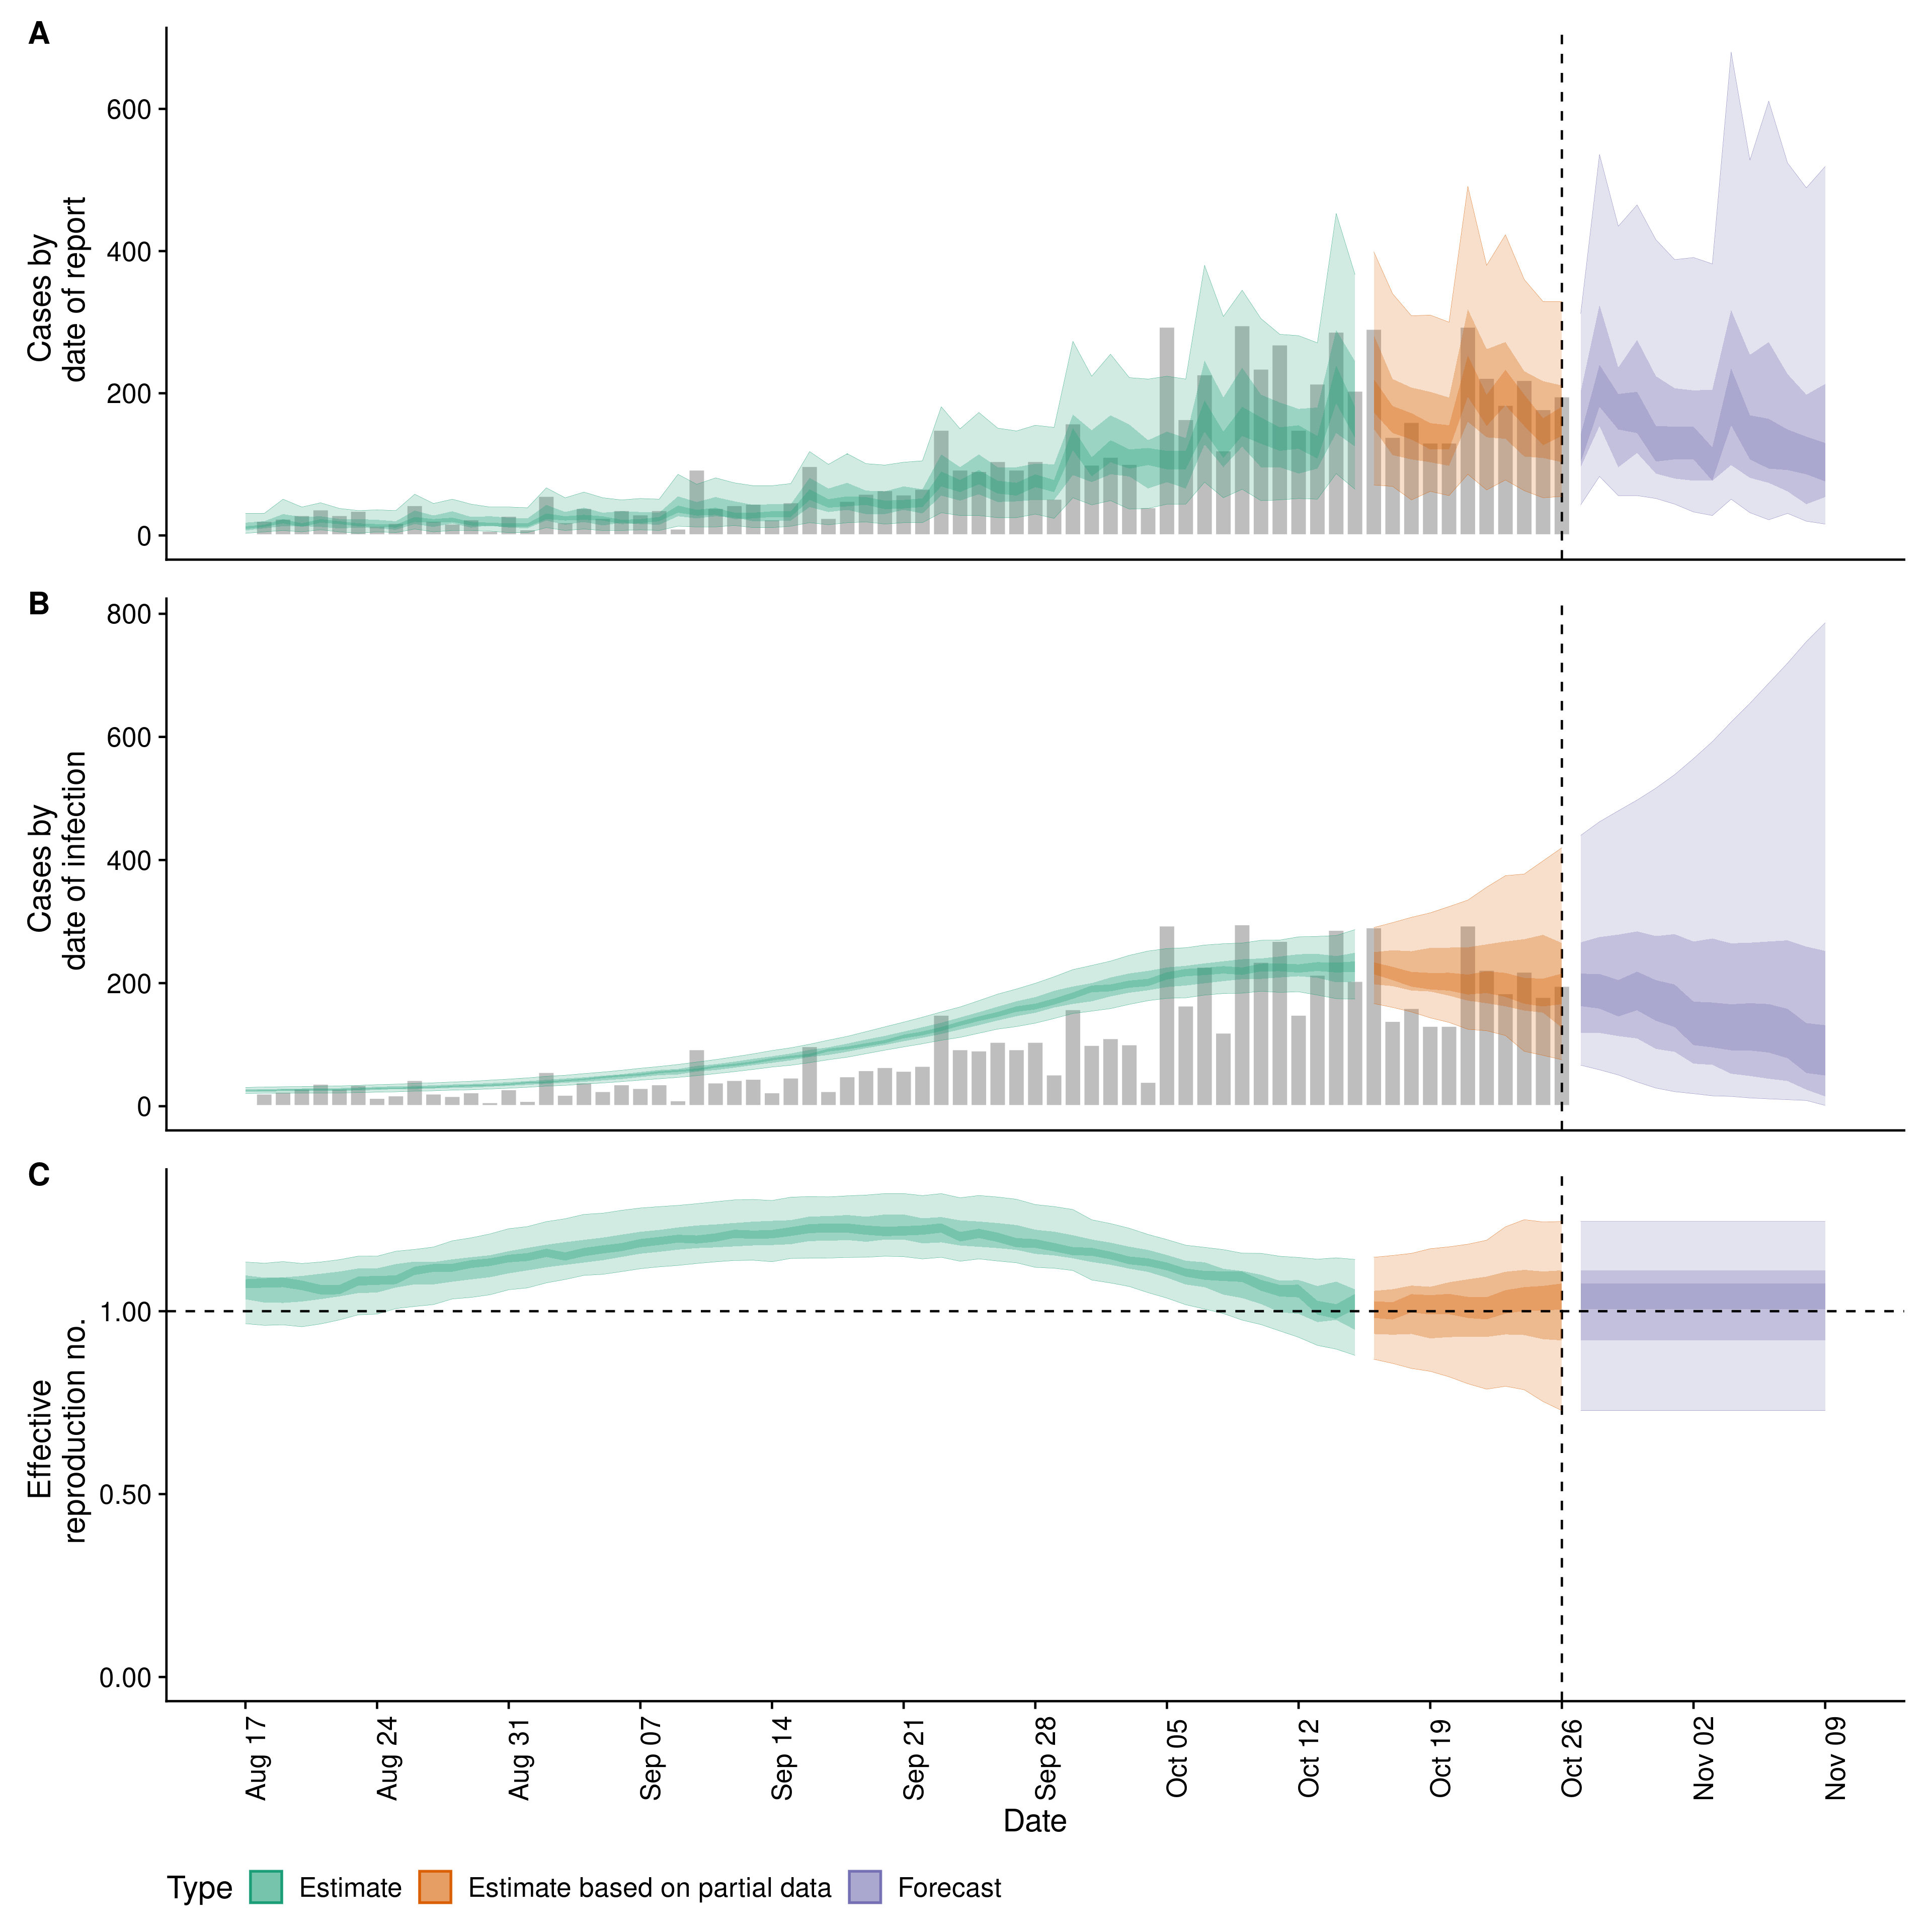 A
Cases by
date of report
600
400
200
0
B
Cases by
date of infection
800
600
400
200
0
C
Effective
reproduction no.
1.00
0.50
0.00
Aug 17
Aug 24
Aug 31
Sep 07
Sep 14
Sep 21
Sep 28
Oct 05
Oct 12
Oct 19
Oct 26
Nov 02
Nov 09
Date
Type Estimate Estimate based on partial data Forecast